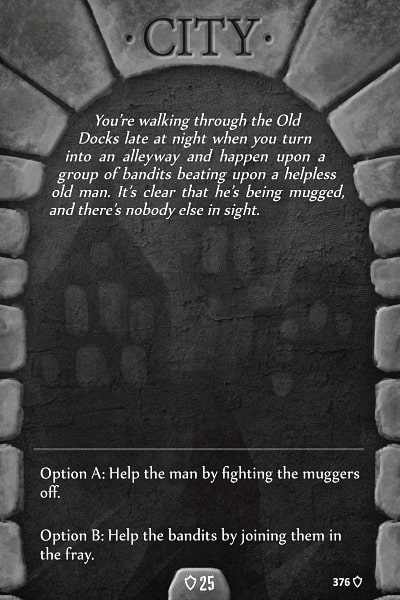 · CITY ·
You're walking through the Old
Docks late at night when you turn
into an alleyway and happen upon a
group of bandits beating upon a helpless
old man. It's clear that he's being mugged,
and there's nobody else in sight.
Option A: Help the man by fighting the muggers
off.
Option B: Help the bandits by joining them in
the fray.
25
376